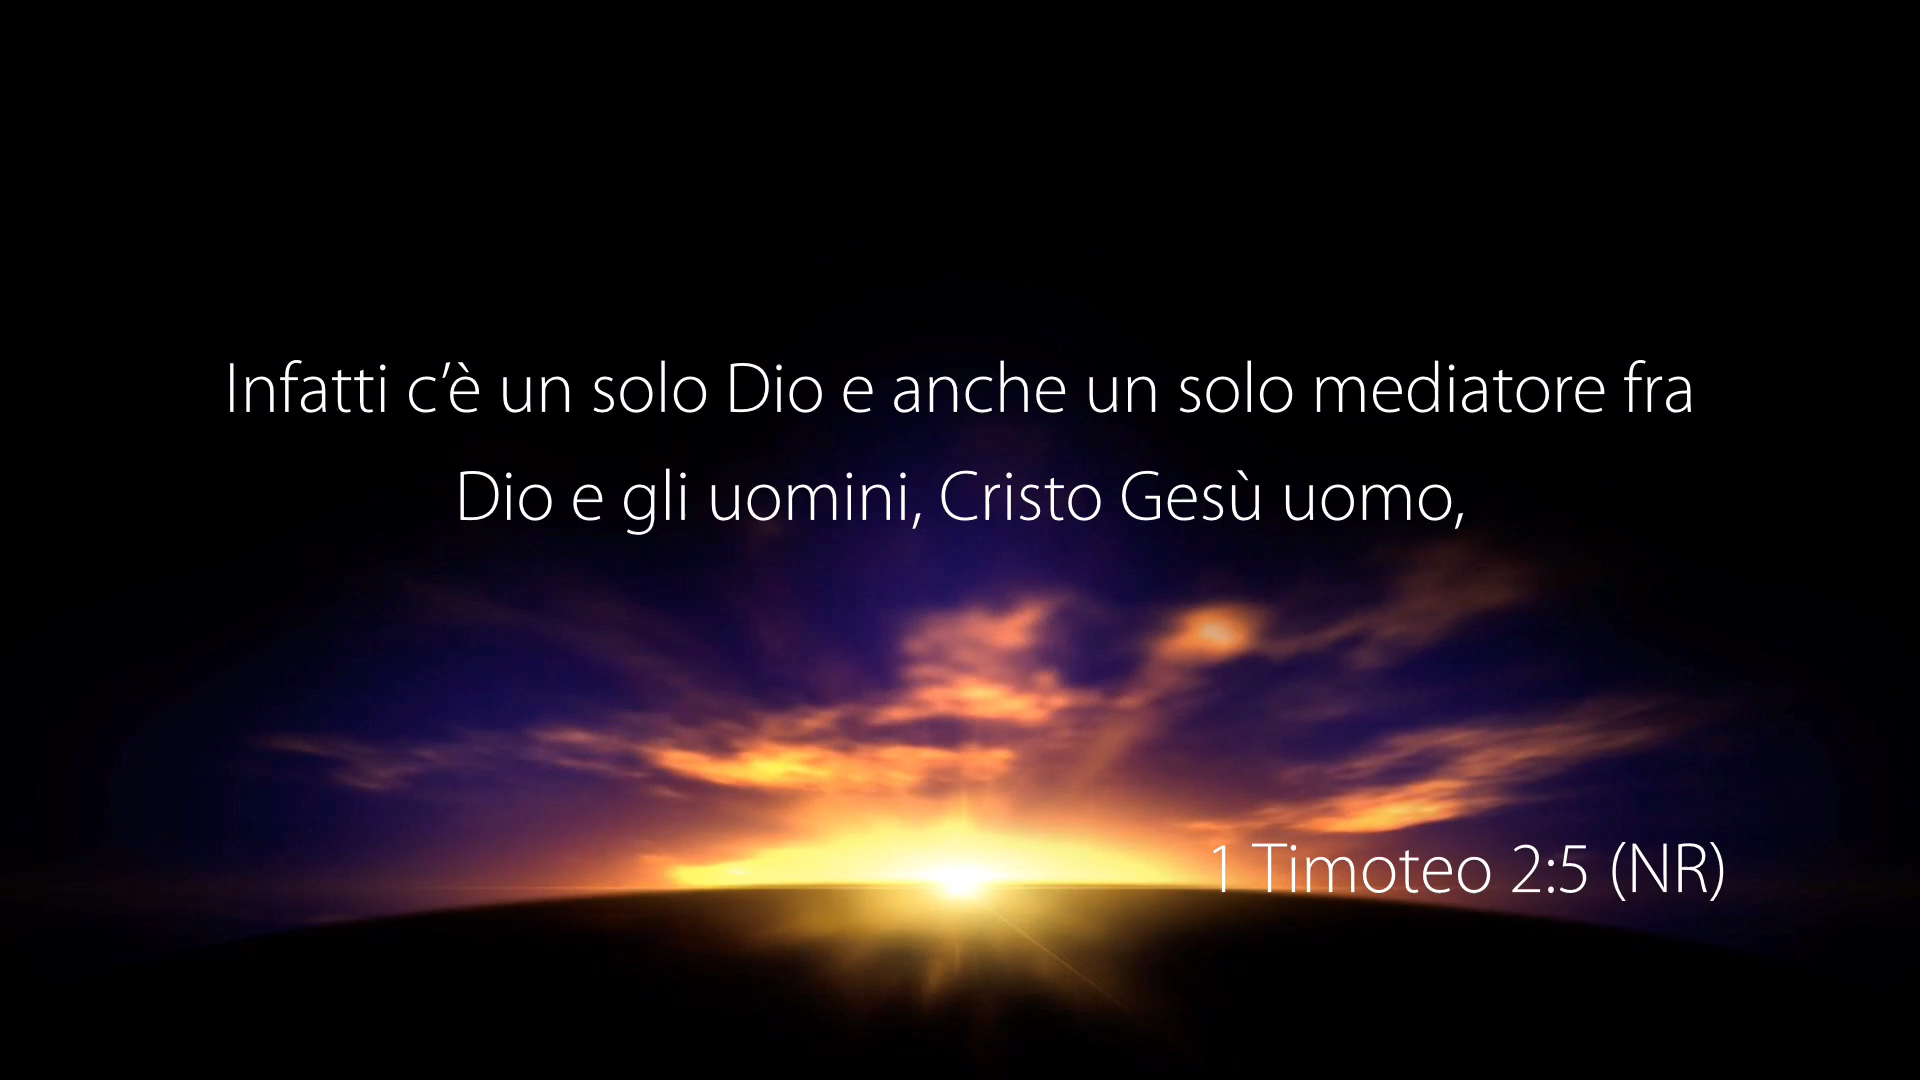 Infatti c’è un solo Dio e anche un solo mediatore fra
Dio e gli uomini, Cristo Gesù uomo,
1 Timoteo 2:5 (NR)